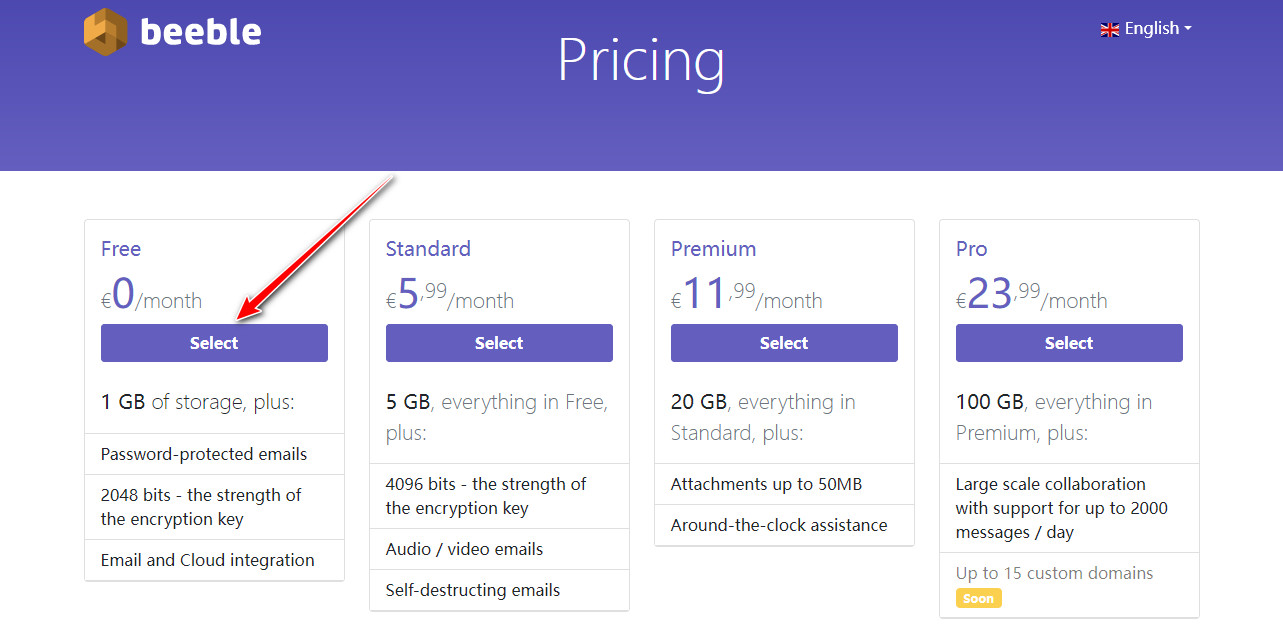 beeble
English
Pricing
Free
€0/month
Select
1 GB of storage, plus:
Password-protected emails
2048 bits - the strength of
the encryption key
Email and Cloud integration
Standard
€5,99/month
Select
5 GB, everything in Free,
plus:
4096 bits - the strength of
the encryption key
Audio / video emails
Self-destructing emails
Premium
€11,99/month
Select
20 GB, everything in
Standard, plus:
Attachments up to 50MB
Around-the-clock assistance
Pro
€23,99/month
Select
100 GB, everything in
Premium, plus:
Large scale collaboration
with support for up to 2000
messages / day
Up to 15 custom domains
Soon